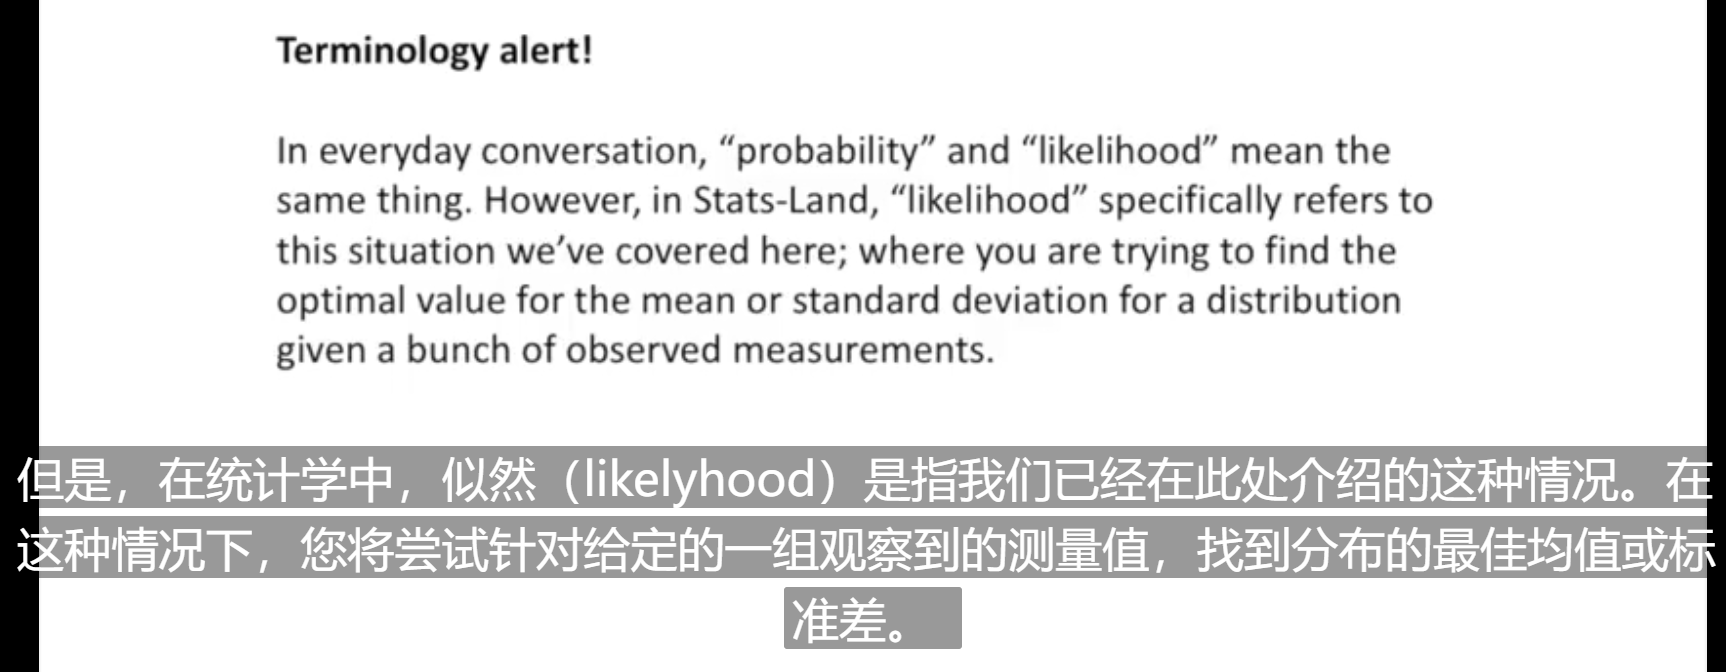 Terminology alert!
In everyday conversation, “probability” and “likelihood” mean the
same thing. However, in Stats-Land, “likelihood” specifically refers to
this situation we’ve covered here; where you are trying to find the
optimal value for the mean or standard deviation for a distribution
given a bunch of observed measurements.
但是，在统计学中，似然（likelyhood）是指我们已经在此处介绍的这种情况。在
这种情况下，您将尝试针对给定的一组观察到的测量值，找到分布的最佳均值或标
准差。